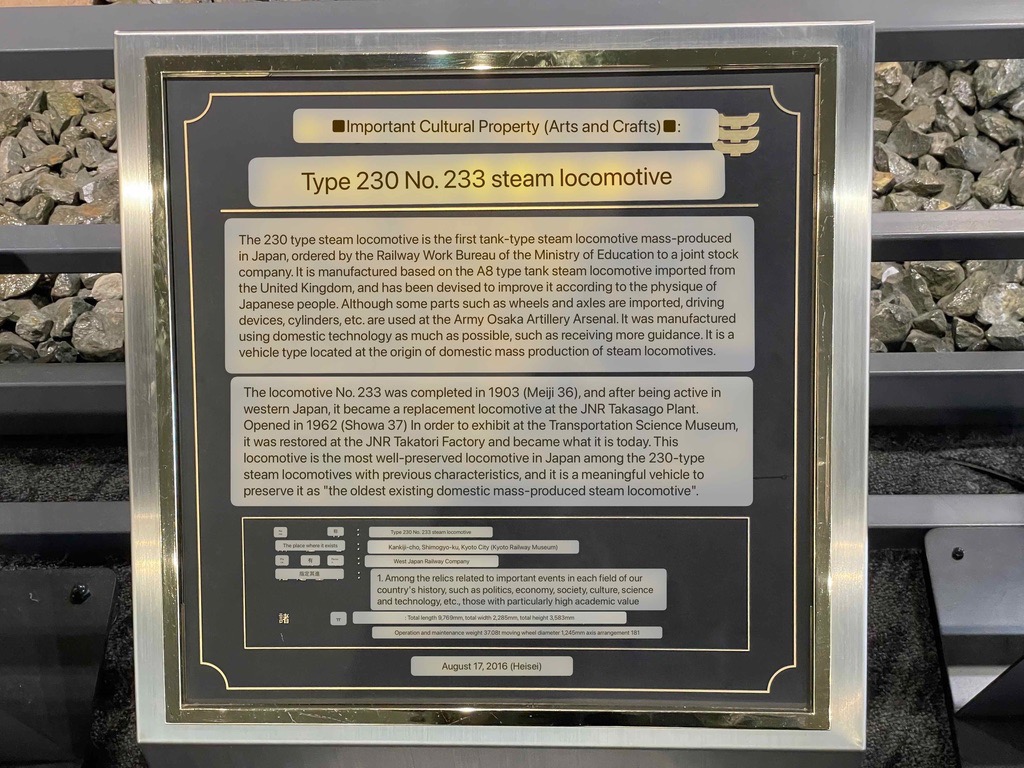 ■Important Cultural Property (Arts and Crafts)■:
Type 230 No. 233 steam locomotive
The 230 type steam locomotive is the first tank-type steam locomotive mass-produced
in Japan, ordered by the Railway Work Bureau of the Ministry of Education to a joint stock
company. It is manufactured based on the A8 type tank steam locomotive imported from
the United Kingdom, and has been devised to improve it according to the physique of
Japanese people. Although some parts such as wheels and axles are imported, driving
devices, cylinders, etc. are used at the Army Osaka Artillery Arsenal. It was manufactured
using domestic technology as much as possible, such as receiving more guidance. It is a
vehicle type located at the origin of domestic mass production of steam locomotives.
The locomotive No. 233 was completed in 1903 (Meiji 36), and after being active in
western Japan, it became a replacement locomotive at the JNR Takasago Plant.
Opened in 1962 (Showa 37) In order to exhibit at the Transportation Science Museum,
it was restored at the JNR Takatori Factory and became what it is today. This
locomotive is the most well-preserved locomotive in Japan among the 230-type
steam locomotives with previous characteristics, and it is a meaningful vehicle to
preserve it as "the oldest existing domestic mass-produced steam locomotive".
称 : Type 230 No. 233 steam locomotive
The place where it exists : Kankiji-cho, Shimogyo-ku, Kyoto City (Kyoto Railway Museum)
有 : West Japan Railway Company
: 1. Among the relics related to important events in each field of our
country's history, such as politics, economy, society, culture, science
and technology, etc., those with particularly high academic value
諸 : Total length 9,769mm, total width 2,285mm, total height 3,583mm
Operation and maintenance weight 37.08t moving wheel diameter 1,245mm axis arrangement 1B1
August 17, 2016 (Heisei)